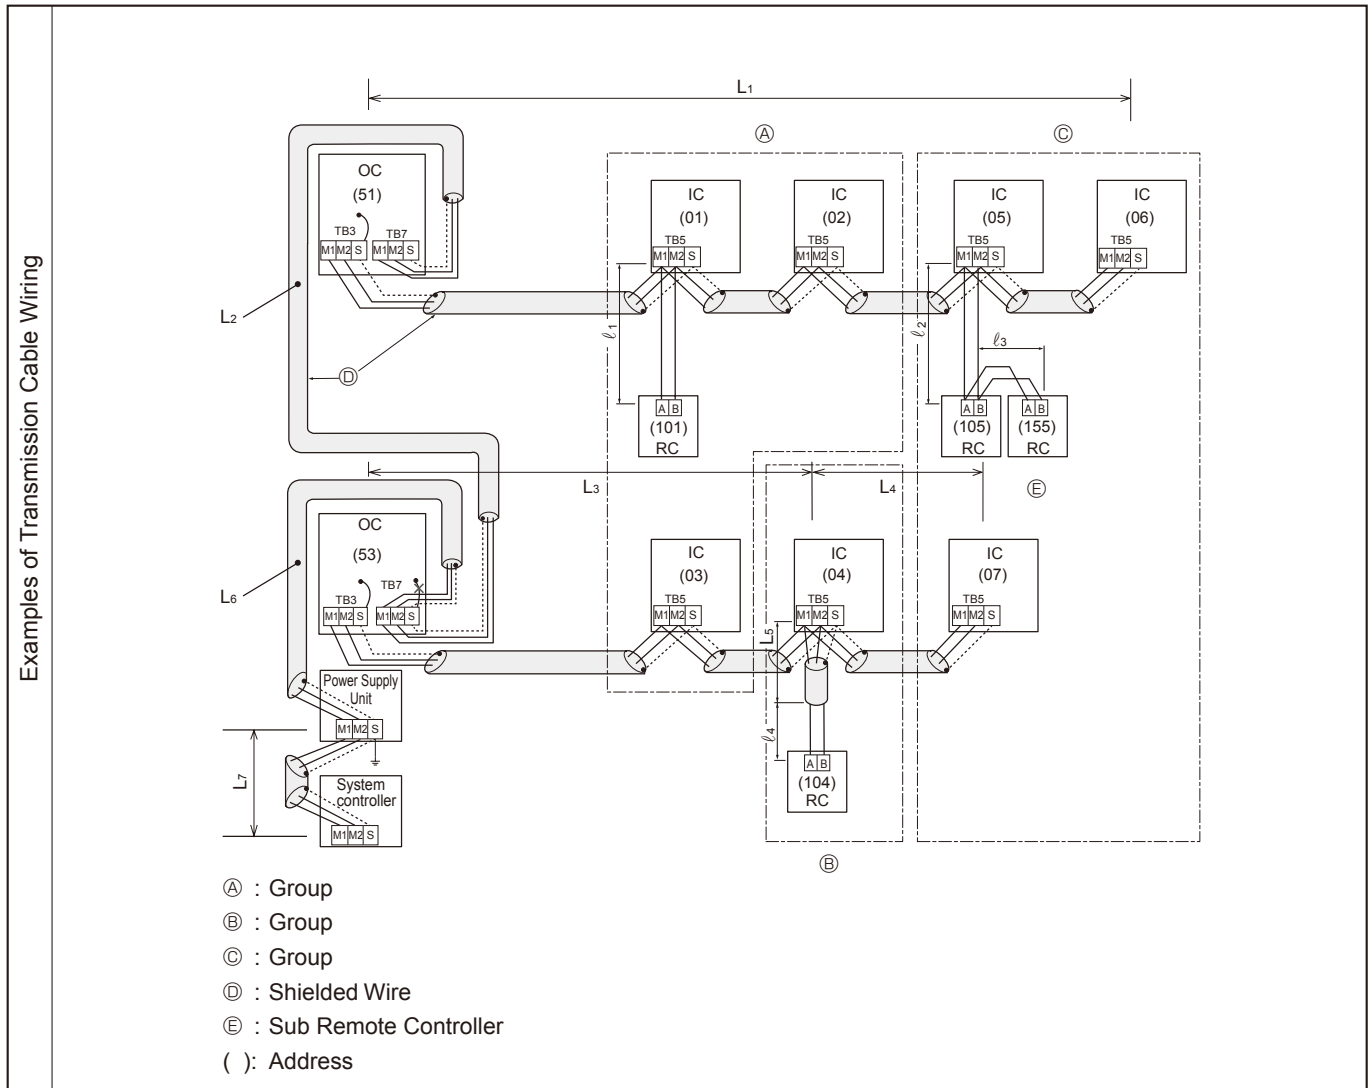 Examples of Transmission Cable Wiring
L1
Ⓐ
Ⓒ
OC
(51)
TB3
TB7
M1 M2 S
M1 M2 S
IC
(01)
TB5
M1 M2 S
IC
(02)
TB5
M1 M2 S
IC
(05)
TB5
M1 M2 S
IC
(06)
TB5
M1 M2 S
L2
Ⓓ
ℓ1
ℓ2
ℓ3
A B
(101)
RC
A B
(105)
RC
A B
(155)
RC
L3
L4
Ⓔ
OC
(53)
TB3
TB7
M1 M2 S
M1 M2 S
IC
(03)
TB5
M1 M2 S
IC
(04)
TB5
M1 M2 S
IC
(07)
TB5
M1 M2 S
L6
L5
ℓ4
Power Supply
Unit
M1 M2 S
L7
System
controller
M1 M2 S
A B
(104)
RC
Ⓑ
Ⓐ : Group
Ⓑ : Group
Ⓒ : Group
Ⓓ : Shielded Wire
Ⓔ : Sub Remote Controller
( ): Address